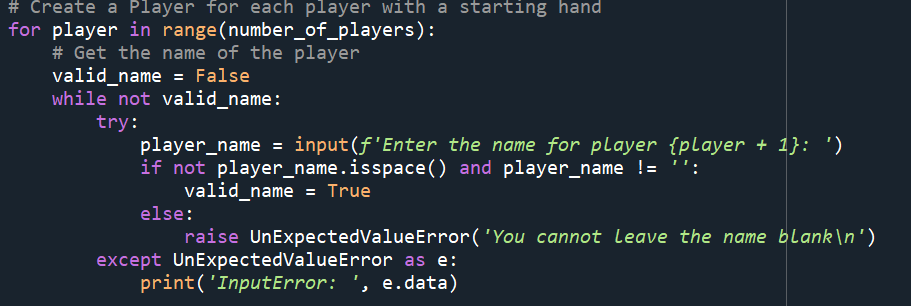 # Create a Player for each player with a starting hand
for player in range(number_of_players):
    # Get the name of the player
    valid_name = False
    while not valid_name:
        try:
            player_name = input(f'Enter the name for player {player + 1}: ')
            if not player_name.isspace() and player_name != '':
                valid_name = True
            else:
                raise UnExpectedValueError('You cannot leave the name blank\n')
        except UnExpectedValueError as e:
            print('InputError: ', e.data)